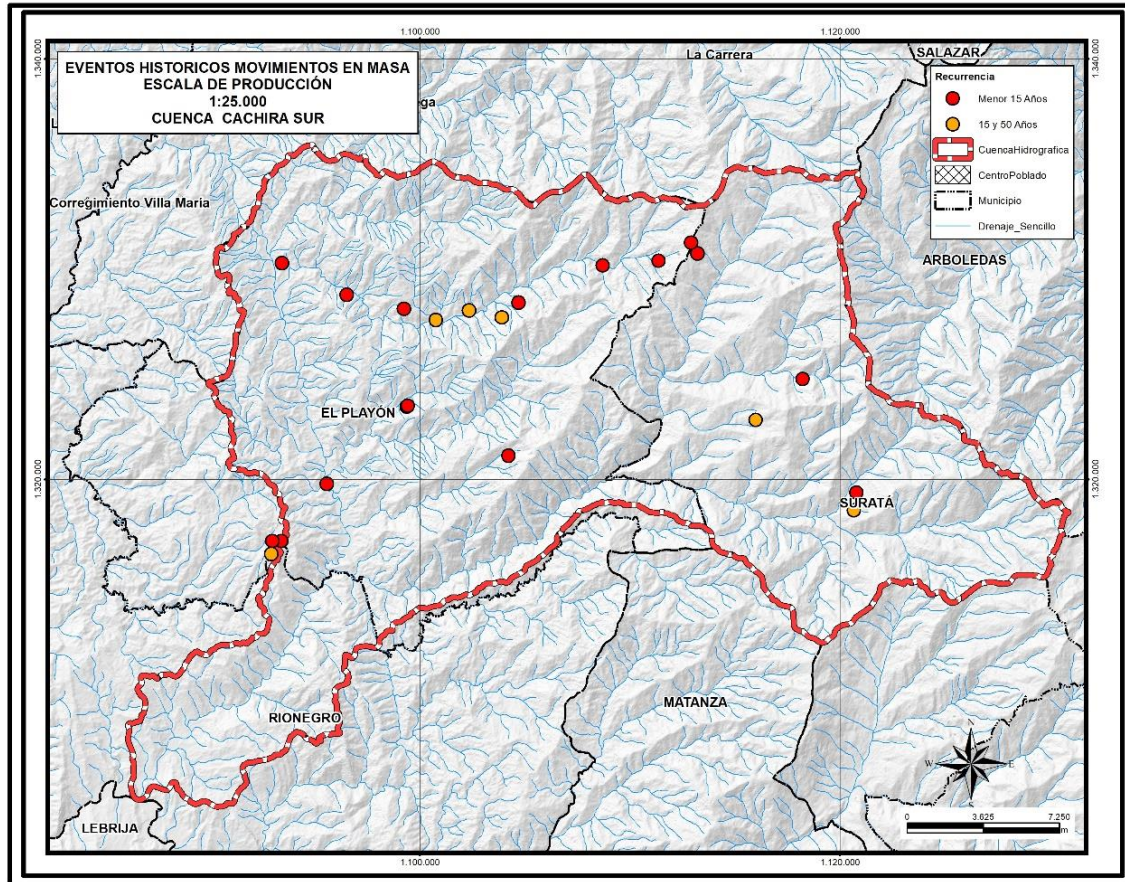 1.100.000
1.120.000
1.340.000
1.340.000
EVENTOS HISTORICOS MOVIMIENTOS EN MASA
ESCALA DE PRODUCCIÓN
1:25.000
CUENCA CACHIRA SUR
La Carrera
SALAZAR
Recurrencia
Menor 15 Años
15 y 50 Años
CuencaHidrografica
CentroPoblado
Municipio
Drenaje_Sencillo
Corregimiento Villa Maria
ARBOLEDAS
EL PLAYÓN
1.320.000
1.320.000
SURATÁ
RIONEGRO
MATANZA
N
W
E
S
LEBRIJA
0
3.625
7.250
m
1.100.000
1.120.000